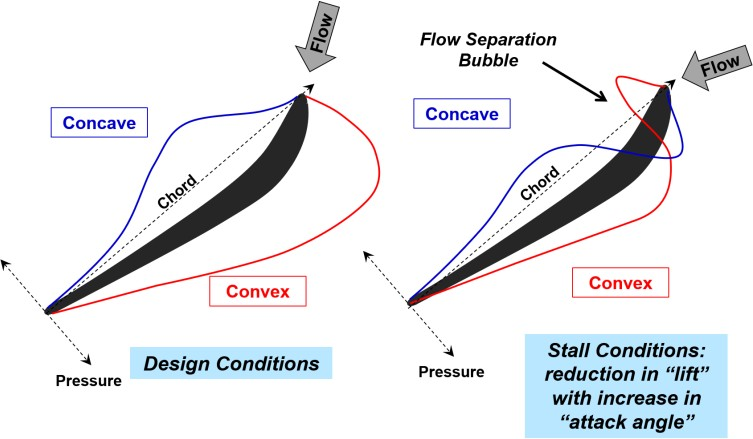 Flow
Concave
Chord
Convex
Pressure
Design Conditions
Flow Separation
Bubble
Flow
Concave
Chord
Convex
Pressure
Stall Conditions:
reduction in “lift”
with increase in
“attack angle”